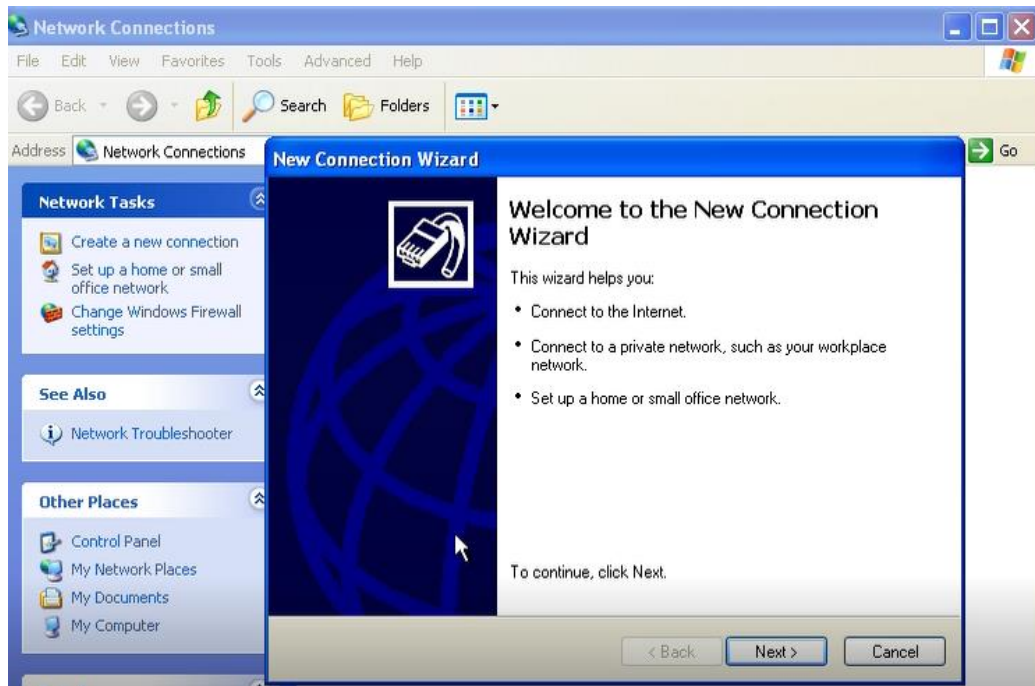 Network Connections
File Edit View Favorites Tools Advanced Help
Back Search Folders
Address Network Connections Go
Network Tasks
Create a new connection
Set up a home or small
office network
Change Windows Firewall
settings
See Also
Network Troubleshooter
Other Places
Control Panel
My Network Places
My Documents
My Computer
New Connection Wizard
Welcome to the New Connection
Wizard
This wizard helps you:
• Connect to the Internet.
• Connect to a private network, such as your workplace
network.
• Set up a home or small office network.
To continue, click Next.
< Back Next > Cancel